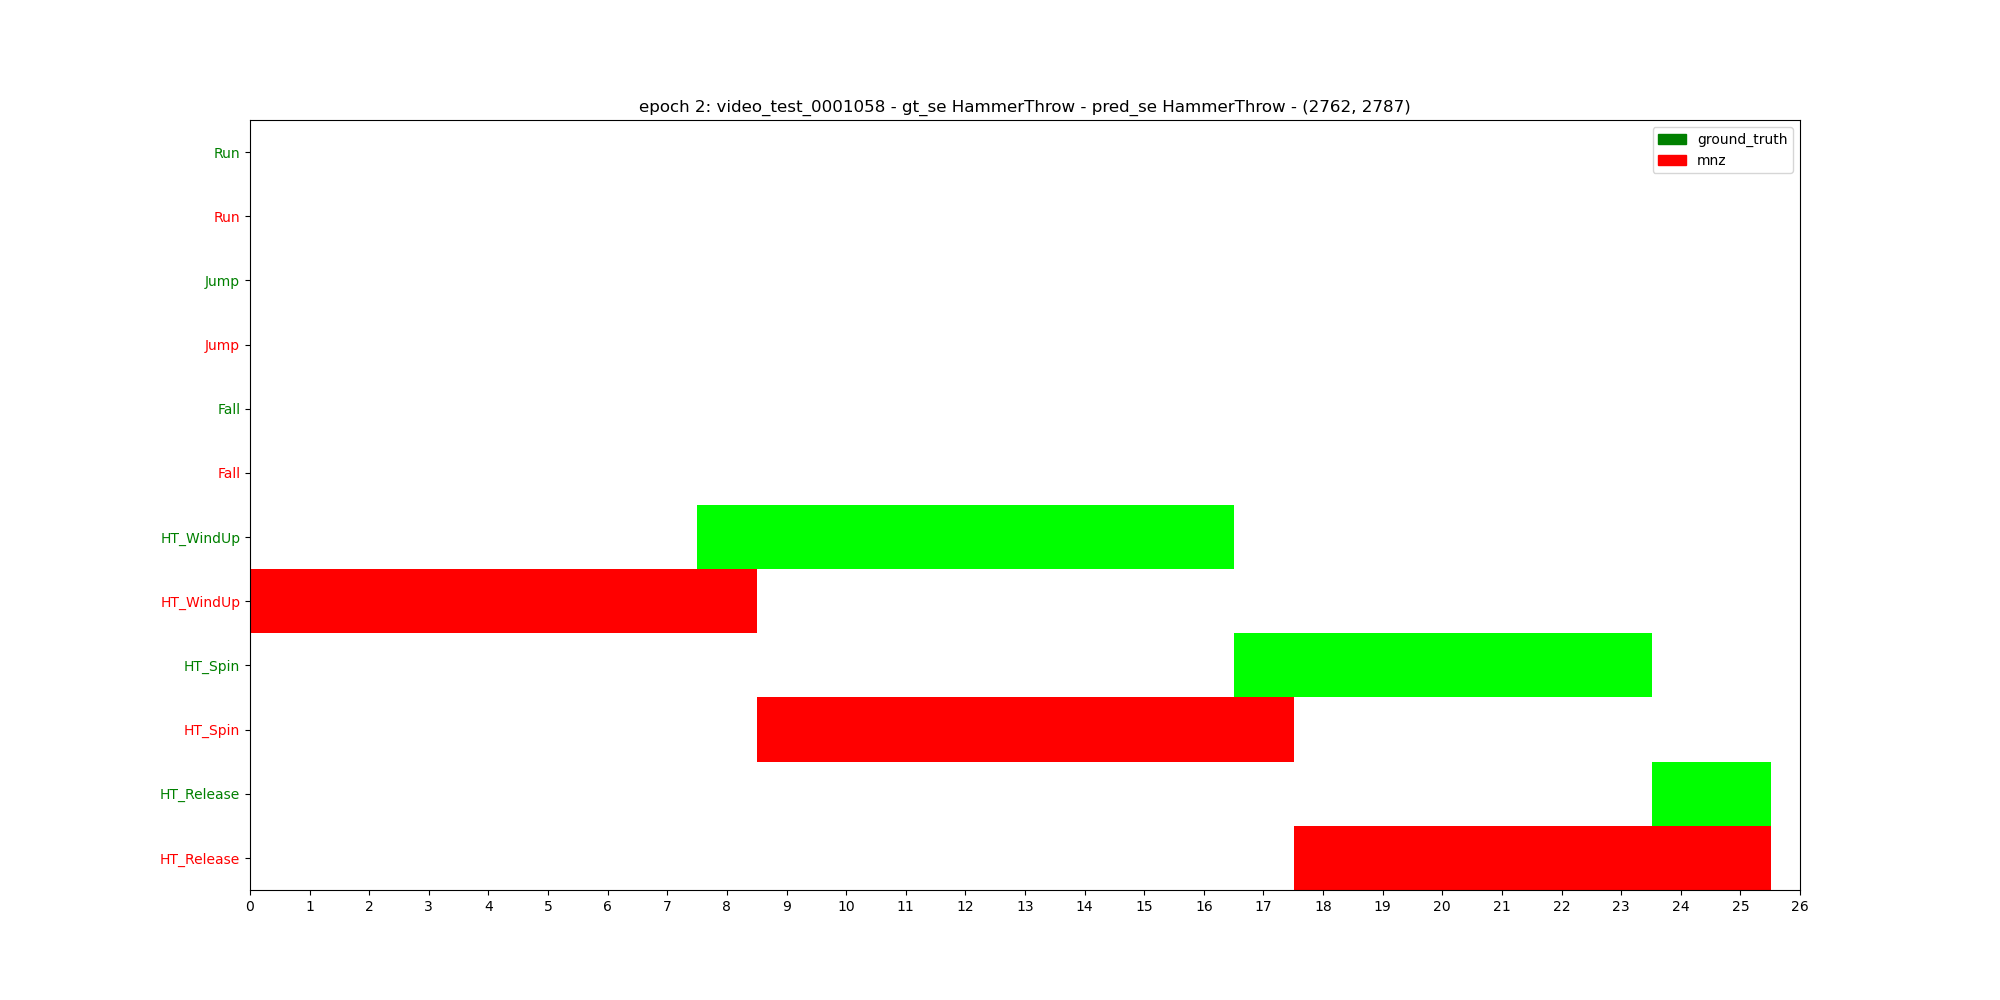 epoch 2: video_test_0001058 - gt_se HammerThrow - pred_se HammerThrow - (2762, 2787)
ground_truth
mnz
Run
Run
Jump
Jump
Fall
Fall
HT_WindUp
HT_WindUp
HT_Spin
HT_Spin
HT_Release
HT_Release
0 1 2 3 4 5 6 7 8 9 10 11 12 13 14 15 16 17 18 19 20 21 22 23 24 25 26